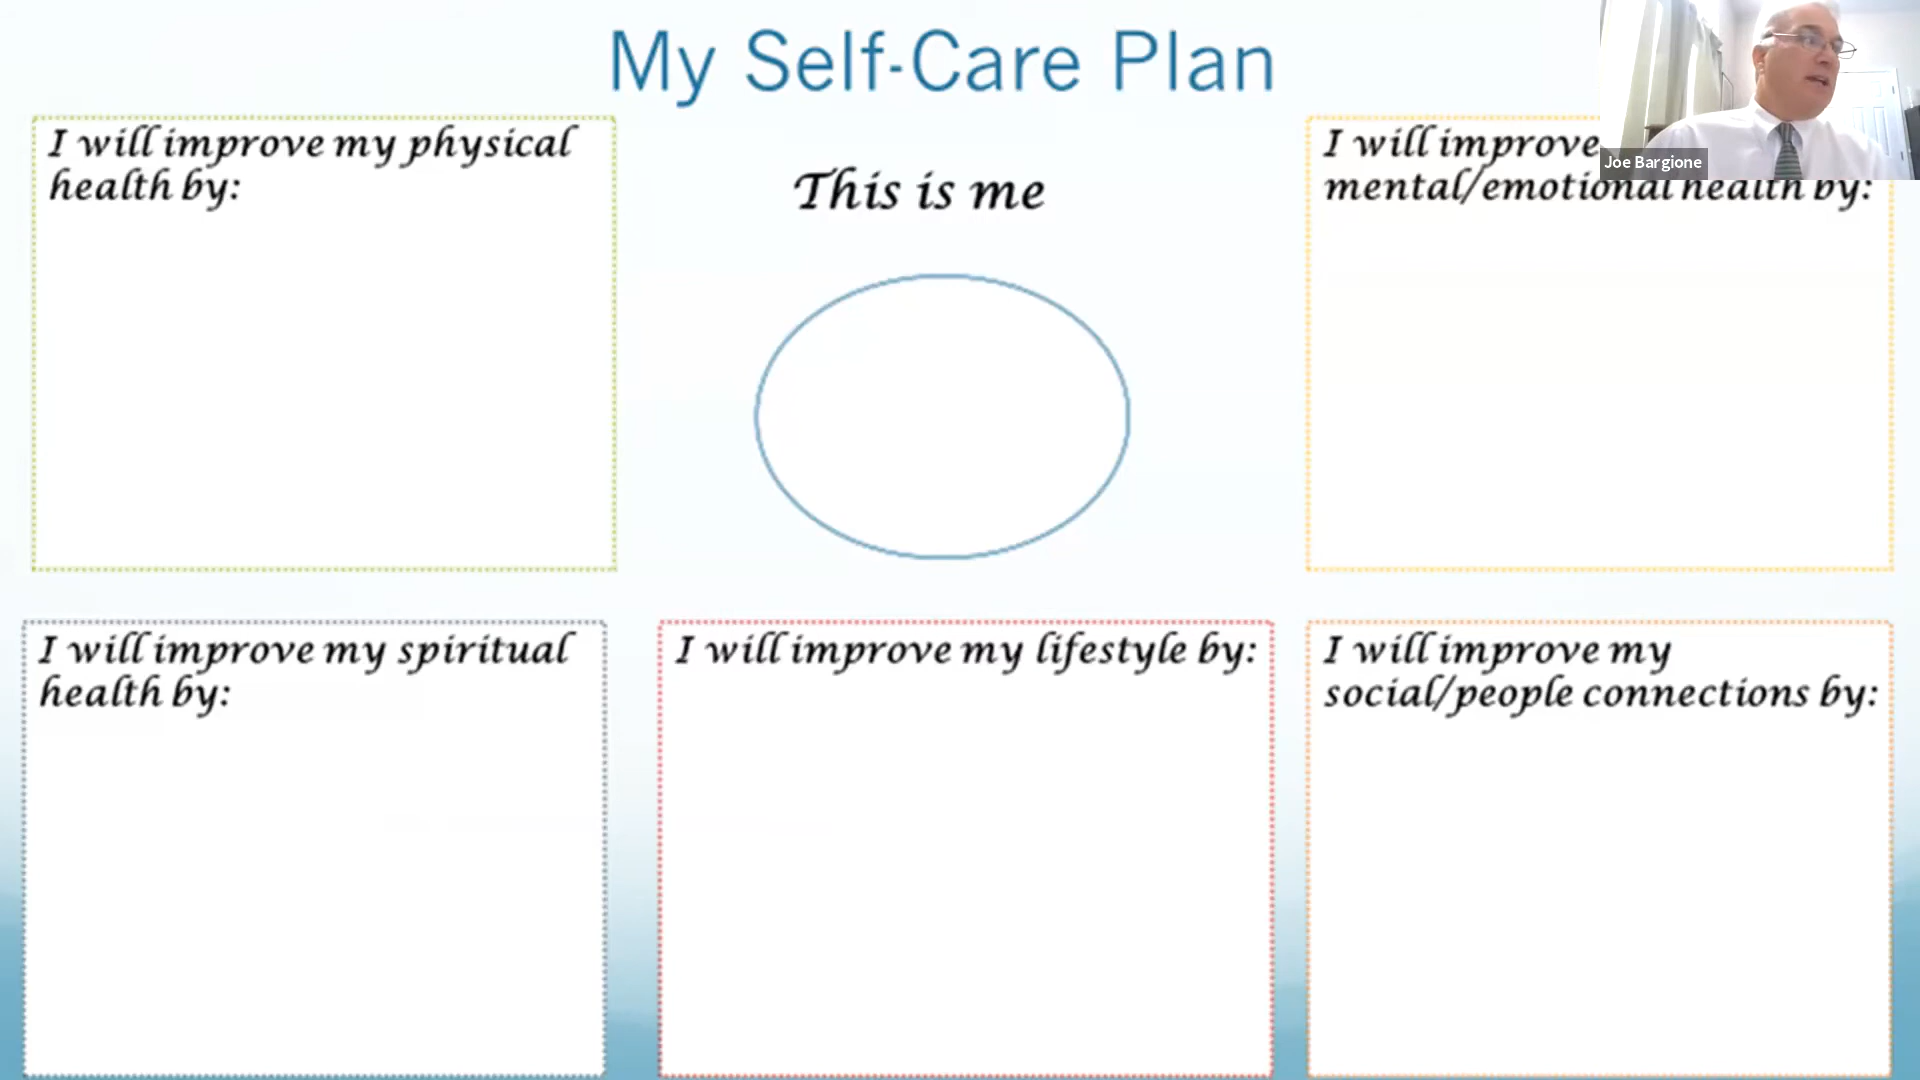 My Self-Care Plan
I will improve my physical
health by:
This is me
I will improve
mental/emotional health by:
Joe Bargione
I will improve my spiritual
health by:
I will improve my lifestyle by:
I will improve my
social/people connections by: